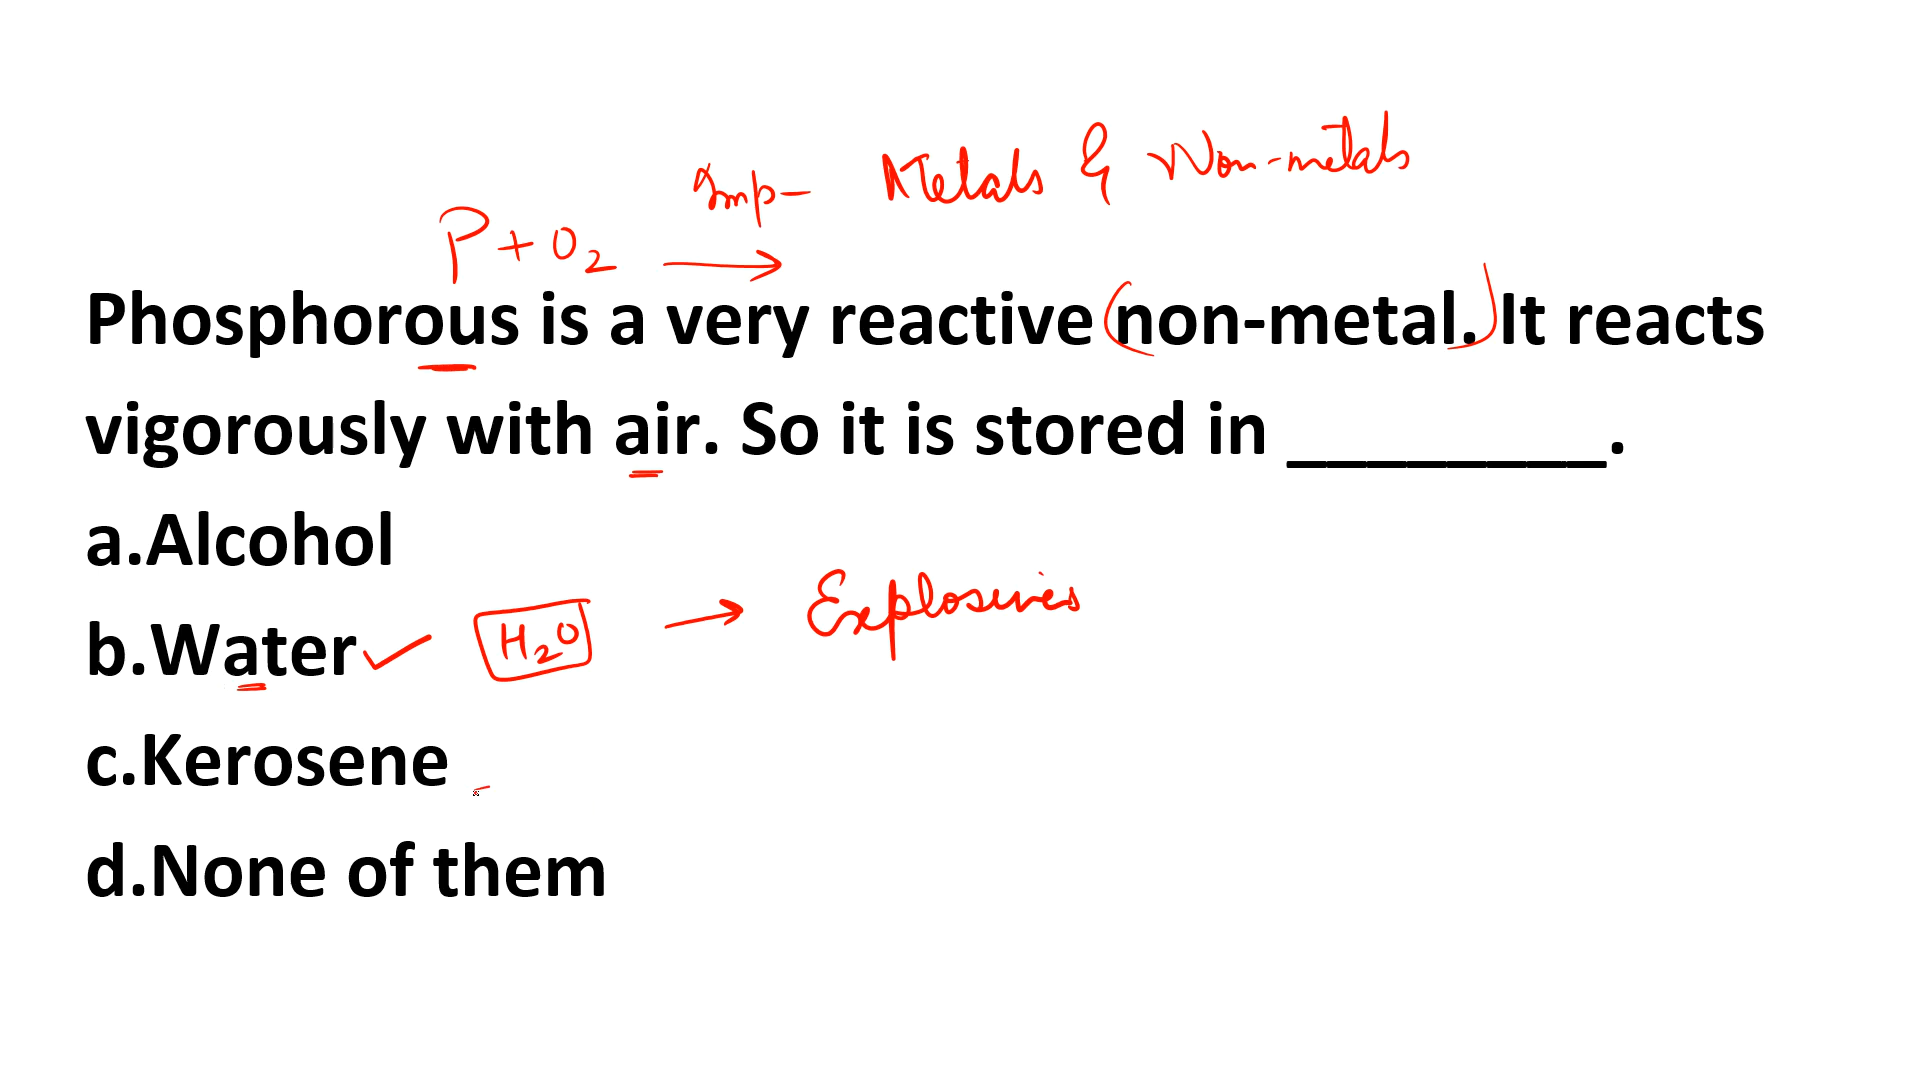 Imp- Metals & Non-metals
P + O2 →
Phosphorous is a very reactive (non-metal.) It reacts
vigorously with air. So it is stored in ________.
a.Alcohol
b.Water ✓ H2O → Explosives
c.Kerosene
d.None of them